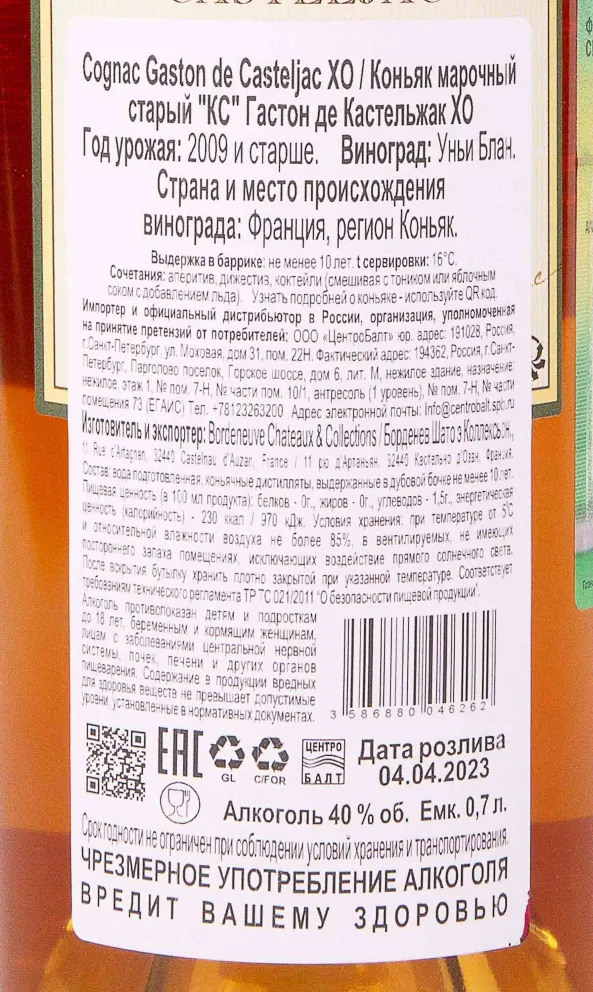 CASTELJAC
Cognac Gaston de Casteljac XO / Коньяк марочный
старый "КС" Гастон де Кастельжак ХО
Год урожая: 2009 и старше. Виноград: Уньи Блан.
Страна и место происхождения
винограда: Франция, регион Коньяк.
Выдержка в баррике: не менее 10 лет. t сервировки: 16°С.
Сочетания: аперитив, дижестив, коктейли (смешивая с тоником или яблочным
соком с добавлением льда). Узнать подробней о коньяке - используйте QR код.
Импортер и официальный дистрибьютор в России, организация, уполномоченная
на принятие претензий от потребителей: ООО «ЦентроБалт» юр. адрес: 191028, Россия,
г.Санкт-Петербург, ул. Моховая, дом 31, пом. 22Н. Фактический адрес: 194362, Россия, г.Санкт-
Петербург, Парголово поселок, Горское шоссе, дом 6, лит. М, нежилое здание, назначение:
нежилое, этаж 1, № пом. 7-Н, № части пом. 10/1, антресоль (1 уровень), № пом. 7-Н, № части
помещения 73 (ЕГАИС) Тел. +78123263200 Адрес электронной почты: Info@centrobalt.spb.ru
Изготовитель и экспортер: Bordeneuve Chateaux & Collections / Борденев Шато э Коллексьон,
11 Rue d'Artagnan, 32440 Castelnau d'Auzan, France / 11 рю д'Артаньян, 32440 Кастельно д'Озан, Франция.
Состав: вода подготовленная, коньячные дистилляты, выдержанные в дубовой бочке не менее 10 лет.
Пищевая ценность (в 100 мл продукта): белков - 0г., жиров - 0г., углеводов - 1,5г., энергетическая
ценность (калорийность) - 230 ккал / 970 кДж. Условия хранения: при температуре от 5°С
и относительной влажности воздуха не более 85%, в вентилируемых, не имеющих
постороннего запаха помещениях, исключающих воздействие прямого солнечного света.
После вскрытия бутылку хранить плотно закрытой при указанной температуре. Соответствует
требованиям технического регламента ТР ТС 021/2011 "О безопасности пищевой продукции".
Алкоголь противопоказан детям и подросткам
до 18 лет, беременным и кормящим женщинам,
лицам с заболеваниями центральной нервной
системы, почек, печени и других органов
пищеварения. Содержание в продукции вредных
для здоровья веществ не превышает допустимые
уровни, установленные в нормативных документах.
3 586880 046262
EAC
GL
C/FOR
ЦЕНТРО
БАЛТ
Дата розлива
04.04.2023
Алкоголь 40 % об. Емк. 0,7 л.
Срок годности не ограничен при соблюдении условий хранения и транспортирования.
ЧРЕЗМЕРНОЕ УПОТРЕБЛЕНИЕ АЛКОГОЛЯ
ВРЕДИТ ВАШЕМУ ЗДОРОВЬЮ